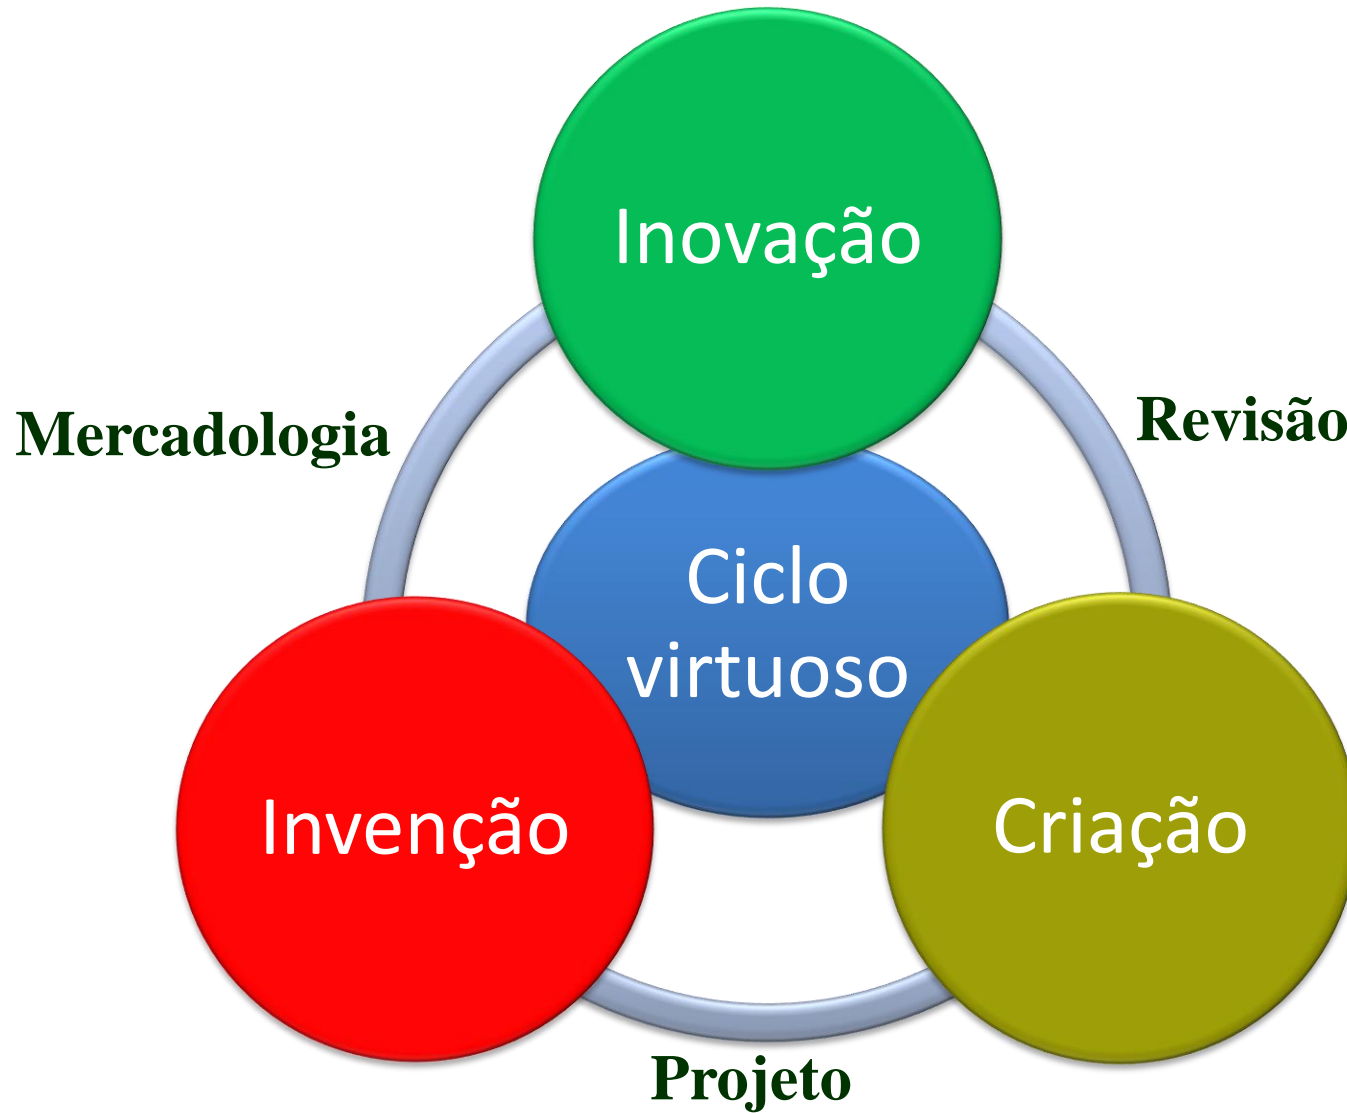 Inovação
Mercadologia
Revisão
Ciclo
virtuoso
Invenção
Criação
Projeto